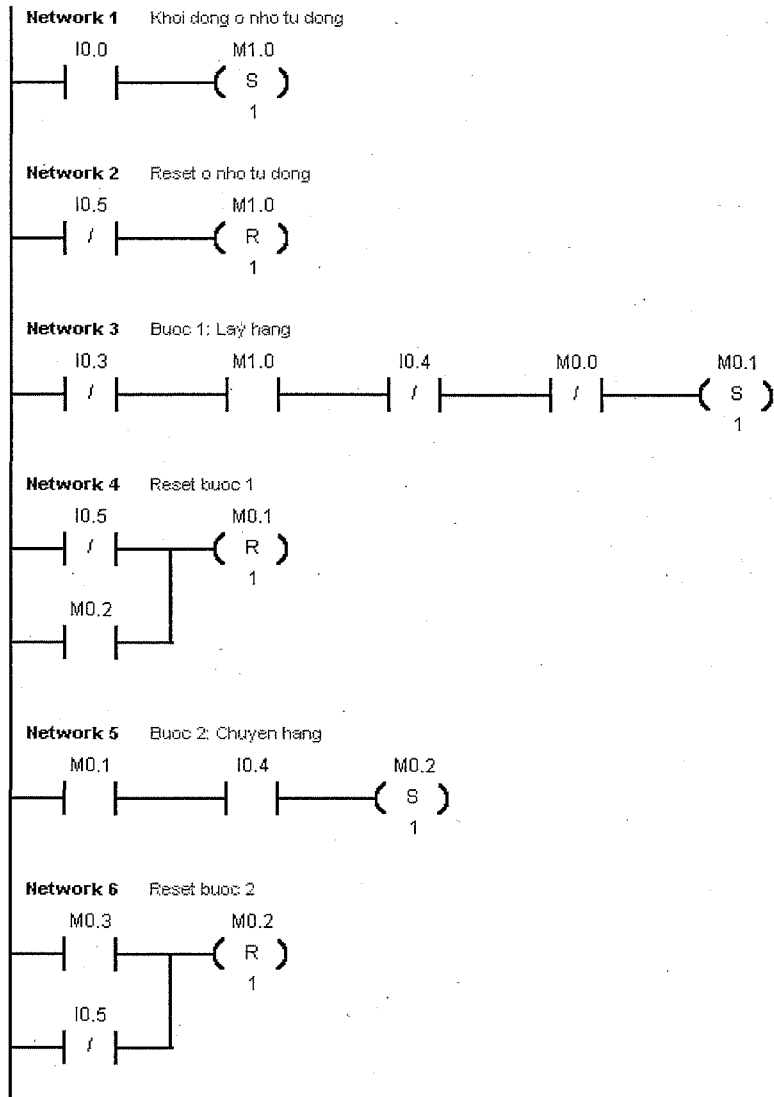 Network 1 Khoi dong o nho tu dong
I0.0 M1.0
S
1
Network 2 Reset o nho tu dong
I0.5 M1.0
/ R
1
Network 3 Buoc 1: Lay hang
I0.3 M1.0 I0.4 M0.0 M0.1
/ / / S
1
Network 4 Reset buoc 1
I0.5 M0.1
/ R
1
M0.2
Network 5 Buoc 2: Chuyen hang
M0.1 I0.4 M0.2
S
1
Network 6 Reset buoc 2
M0.3 M0.2
R
1
I0.5
/